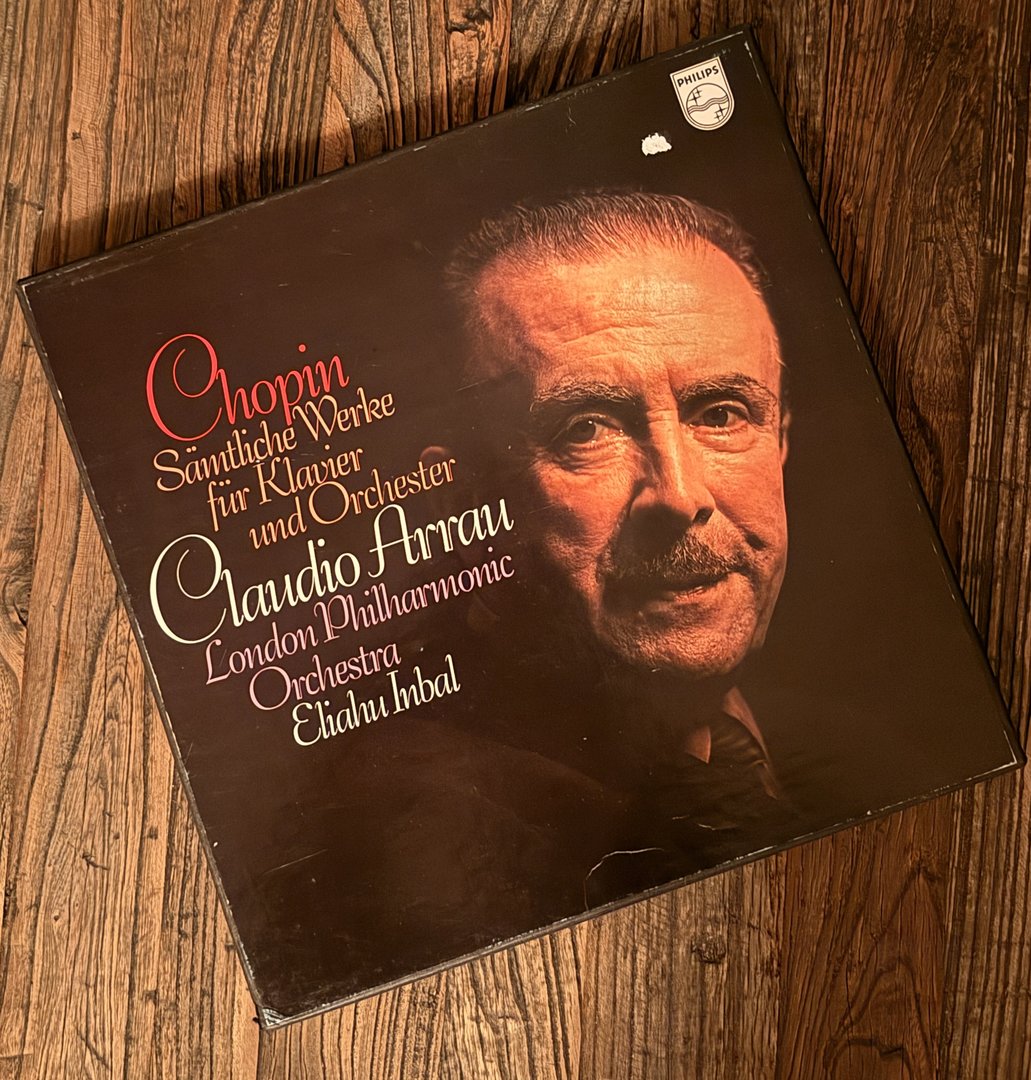 PHILIPS
Chopin
Sämtliche Werke
für Klavier
und Orchester
Claudio Arrau
London Philharmonic
Orchestra
Eliahu Inbal